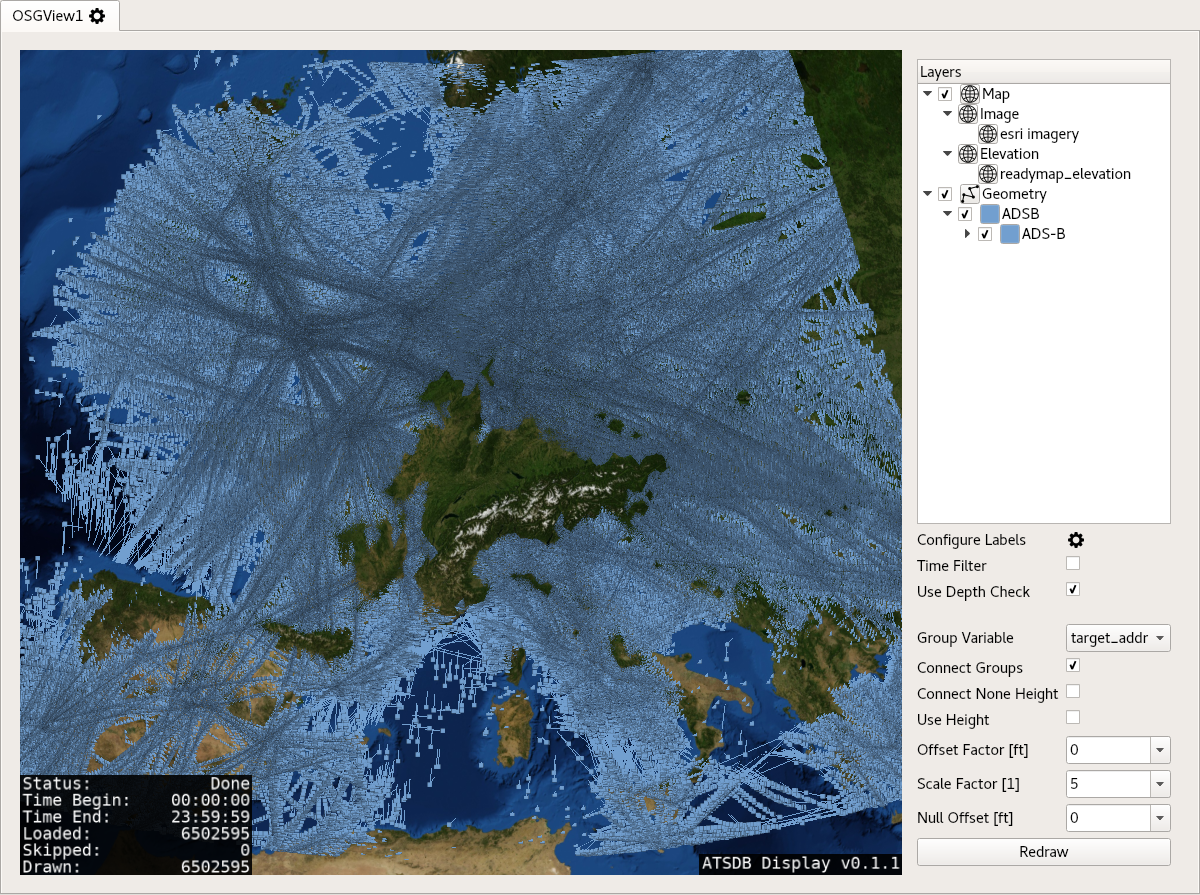 OSGView1
Layers
Map
Image
esri imagery
Elevation
readymap_elevation
Geometry
ADSB
ADS-B
Configure Labels
Time Filter
Use Depth Check
Group Variable target_addr
Connect Groups
Connect None Height
Use Height
Offset Factor [ft] 0
Scale Factor [1] 5
Null Offset [ft] 0
Redraw
Status: Done
Time Begin: 00:00:00
Time End: 23:59:59
Loaded: 6502595
Skipped: 0
Drawn: 6502595
ATSDB Display v0.1.1